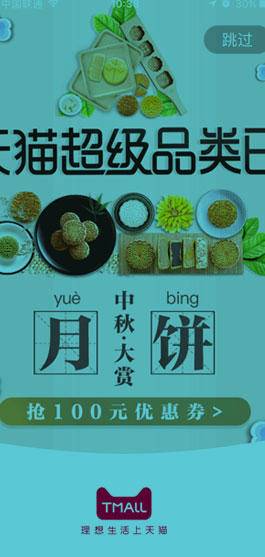 中国联通 10:38 30%
跳过
天猫超级品类日
yuè bing
月饼
中秋·大赏
抢100元优惠券>
TMALL
理想生活上天猫